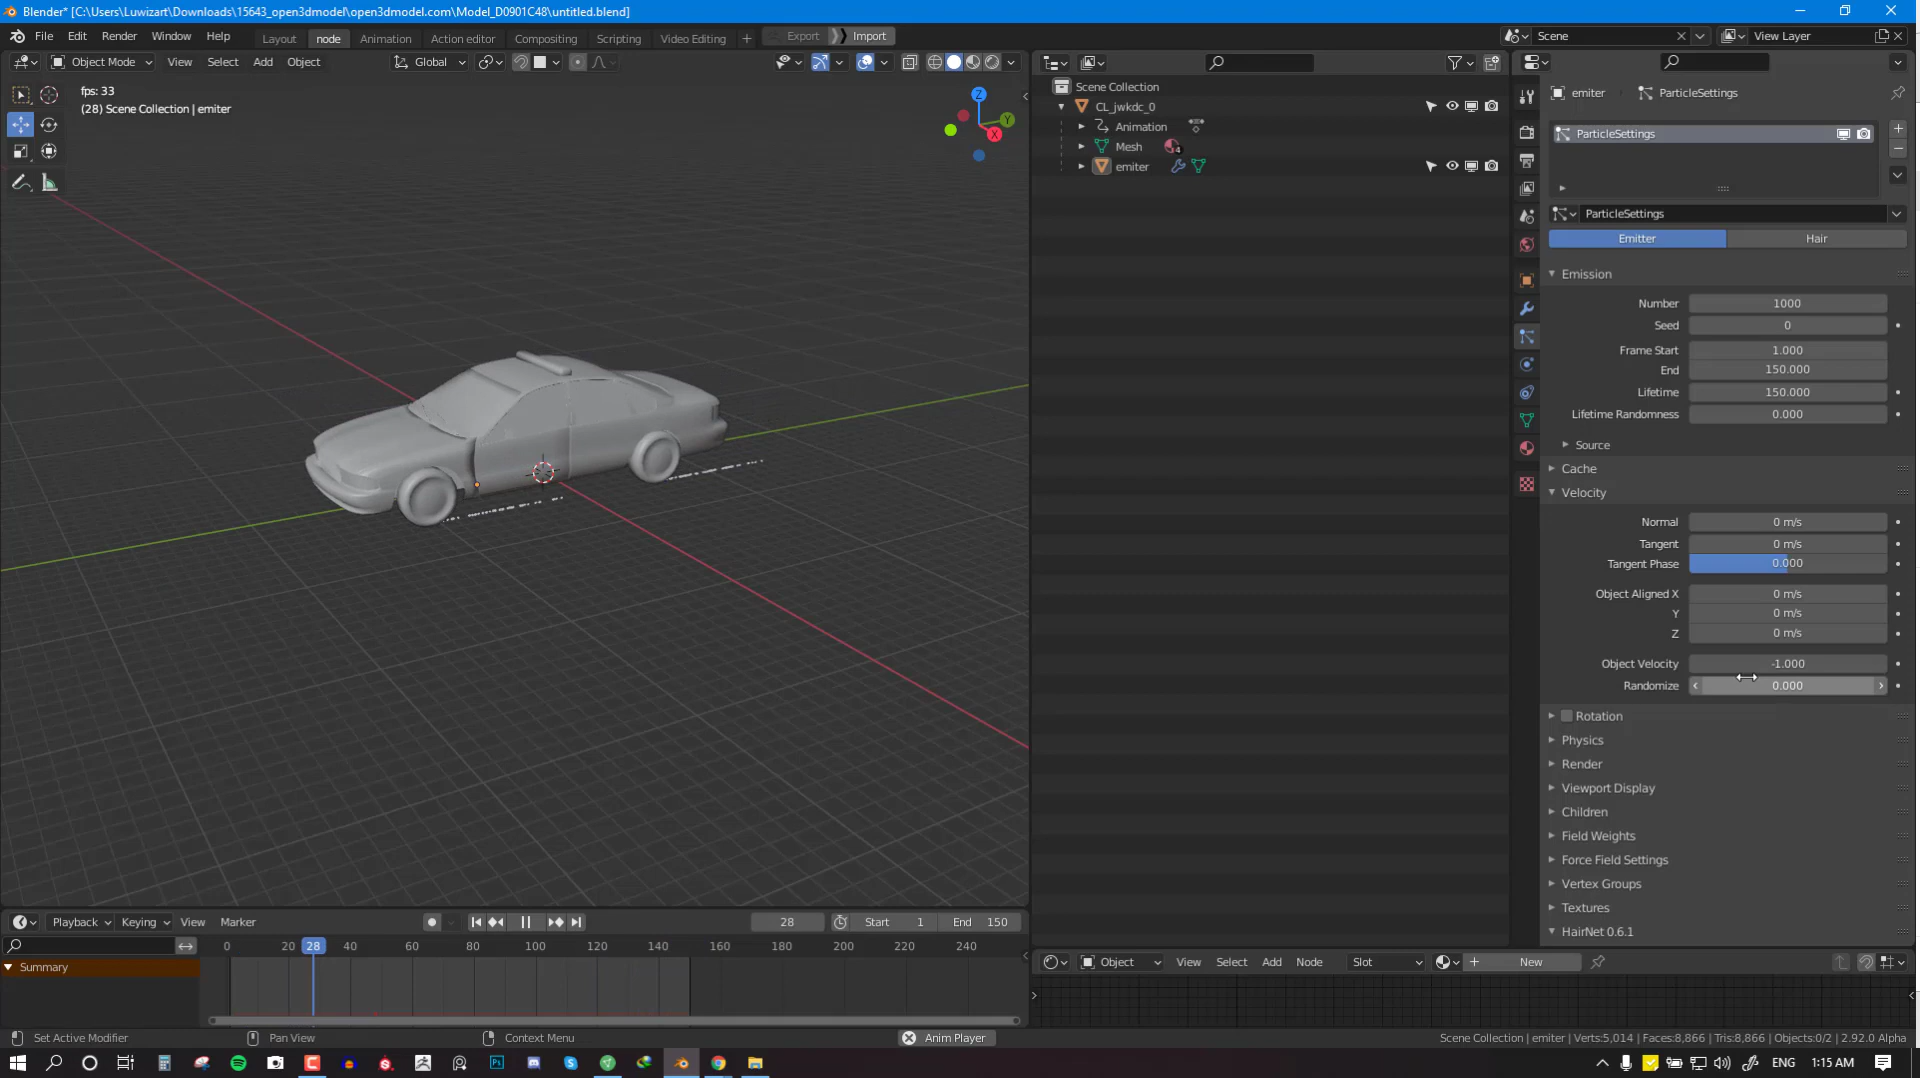 Blender* [C:\Users\Luwizart\Downloads\15643_open3dmodel\open3dmodel.com\Model_D0901C48\untitled.blend]
File Edit Render Window Help
Layout node Animation Action editor Compositing Scripting Video Editing + Export Import
Scene View Layer
Object Mode View Select Add Object Global
fps: 33
(28) Scene Collection | emiter
Z
Y
X
Scene Collection
CL_jwkdc_0
Animation
Mesh 4
emiter
emiter ParticleSettings
ParticleSettings
ParticleSettings
Emitter Hair
Emission
Number 1000
Seed 0
Frame Start 1.000
End 150.000
Lifetime 150.000
Lifetime Randomness 0.000
Source
Cache
Velocity
Normal 0 m/s
Tangent 0 m/s
Tangent Phase 0.000
Object Aligned X 0 m/s
Y 0 m/s
Z 0 m/s
Object Velocity -1.000
Randomize 0.000
Rotation
Physics
Render
Viewport Display
Children
Field Weights
Force Field Settings
Vertex Groups
Textures
HairNet 0.6.1
Playback Keying View Marker 28 Start 1 End 150
0 20 28 40 60 80 100 120 140 160 180 200 220 240
Summary
Object View Select Add Node Slot + New
Set Active Modifier Pan View Context Menu Anim Player
Scene Collection | emiter | Verts:5,014 | Faces:8,866 | Tris:8,866 | Objects:0/2 | 2.92.0 Alpha
Ps ENG 1:15 AM